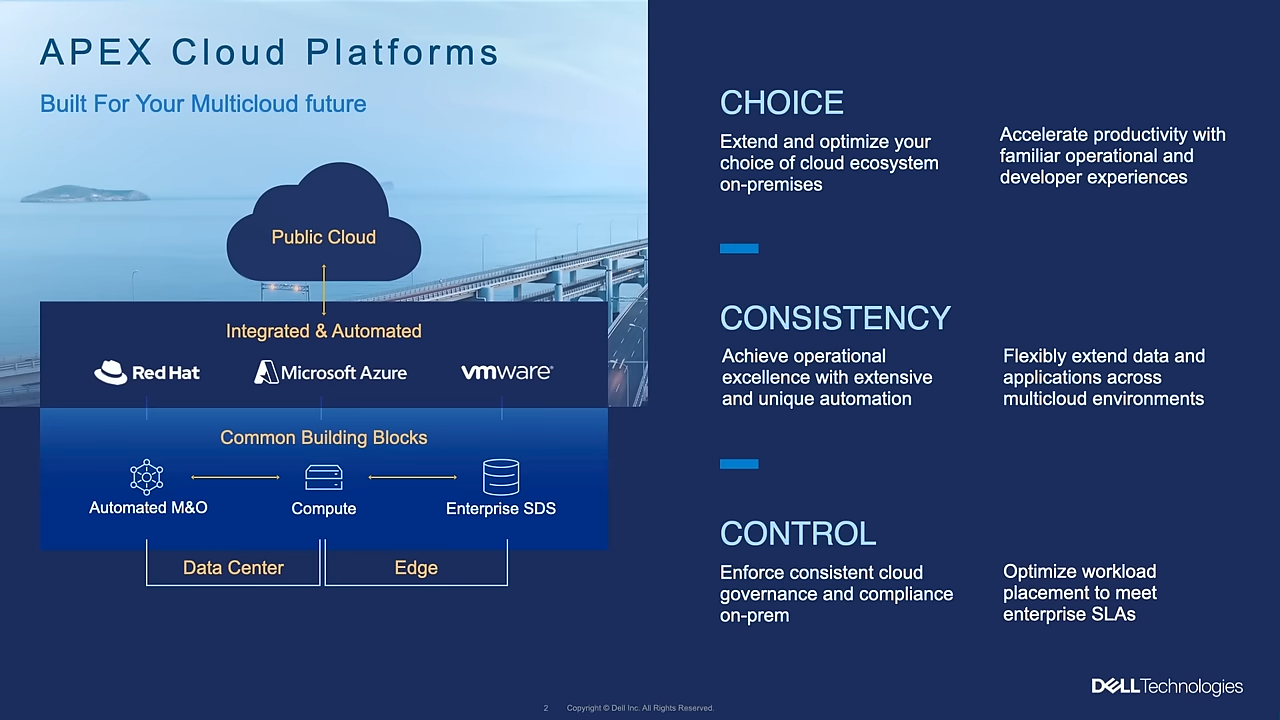 APEX Cloud Platforms
Built For Your Multicloud future
Public Cloud
Integrated & Automated
Red Hat
Microsoft Azure
vmware®
Common Building Blocks
Automated M&O
Compute
Enterprise SDS
Data Center
Edge
CHOICE
Extend and optimize your
choice of cloud ecosystem
on-premises
Accelerate productivity with
familiar operational and
developer experiences
CONSISTENCY
Achieve operational
excellence with extensive
and unique automation
Flexibly extend data and
applications across
multicloud environments
CONTROL
Enforce consistent cloud
governance and compliance
on-prem
Optimize workload
placement to meet
enterprise SLAs
DELL Technologies
2 Copyright © Dell Inc. All Rights Reserved.